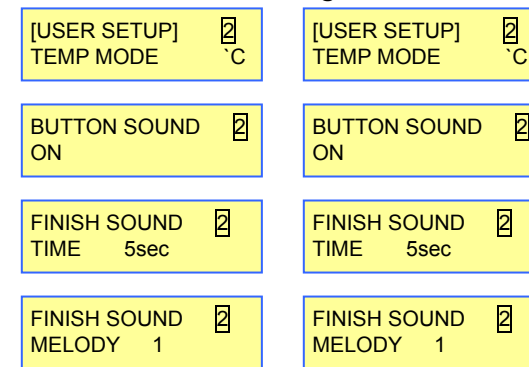 [USER SETUP] 2
TEMP MODE `C
BUTTON SOUND 2
ON
FINISH SOUND 2
TIME 5sec
FINISH SOUND 2
MELODY 1
[USER SETUP] 2
TEMP MODE `C
BUTTON SOUND 2
ON
FINISH SOUND 2
TIME 5sec
FINISH SOUND 2
MELODY 1